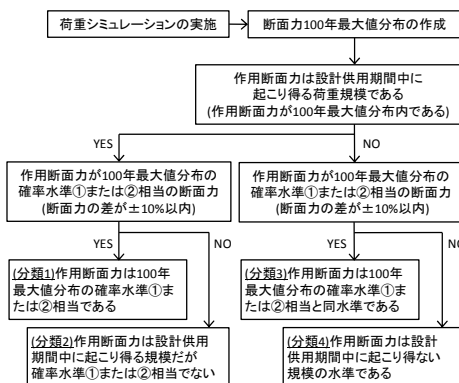 荷重シミュレーションの実施
断面力100年最大値分布の作成
作用断面力は設計供用期間中に
起こり得る荷重規模である
(作用断面力が100年最大値分布内である)
YES
NO
作用断面力が100年最大値分布の
確率水準①または②相当の断面力
(断面力の差が±10%以内)
作用断面力が100年最大値分布の
確率水準①または②相当の断面力
(断面力の差が±10%以内)
YES
NO
YES
NO
(分類1)作用断面力は100年
最大値分布の確率水準①ま
たは②相当である
(分類3)作用断面力は100年
最大値分布の確率水準①ま
たは②相当と同水準である
(分類2)作用断面力は設計供用
期間中に起こり得る規模だが
確率水準①または②相当でない
(分類4)作用断面力は設計
供用期間中に起こり得ない
規模の水準である